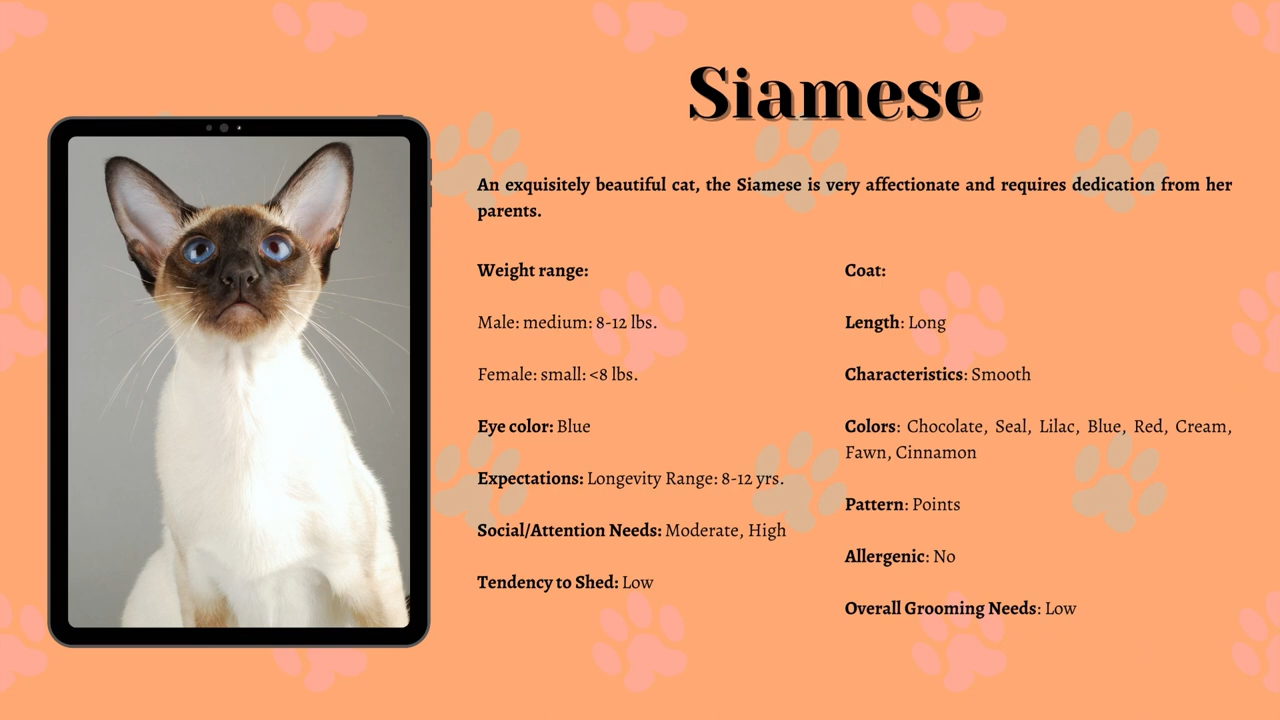 Siamese
An exquisitely beautiful cat, the Siamese is very affectionate and requires dedication from her
parents.
Weight range:
Male: medium: 8-12 lbs.
Female: small: <8 lbs.
Eye color: Blue
Expectations: Longevity Range: 8-12 yrs.
Social/Attention Needs: Moderate, High
Tendency to Shed: Low
Coat:
Length: Long
Characteristics: Smooth
Colors: Chocolate, Seal, Lilac, Blue, Red, Cream,
Fawn, Cinnamon
Pattern: Points
Allergenic: No
Overall Grooming Needs: Low